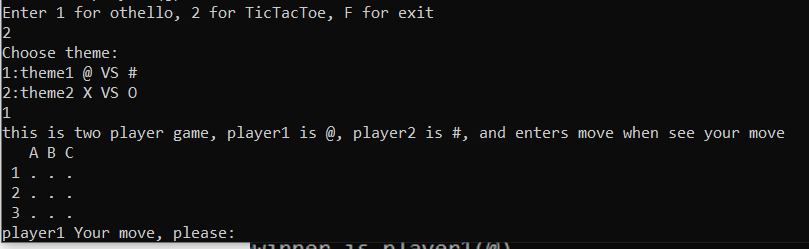 Enter 1 for othello, 2 for TicTacToe, F for exit
2
Choose theme:
1:theme1 @ VS #
2:theme2 X VS O
1
this is two player game, player1 is @, player2 is #, and enters move when see your move
A B C
1 . . .
2 . . .
3 . . .
player1 Your move, please:
winner is player1(@)